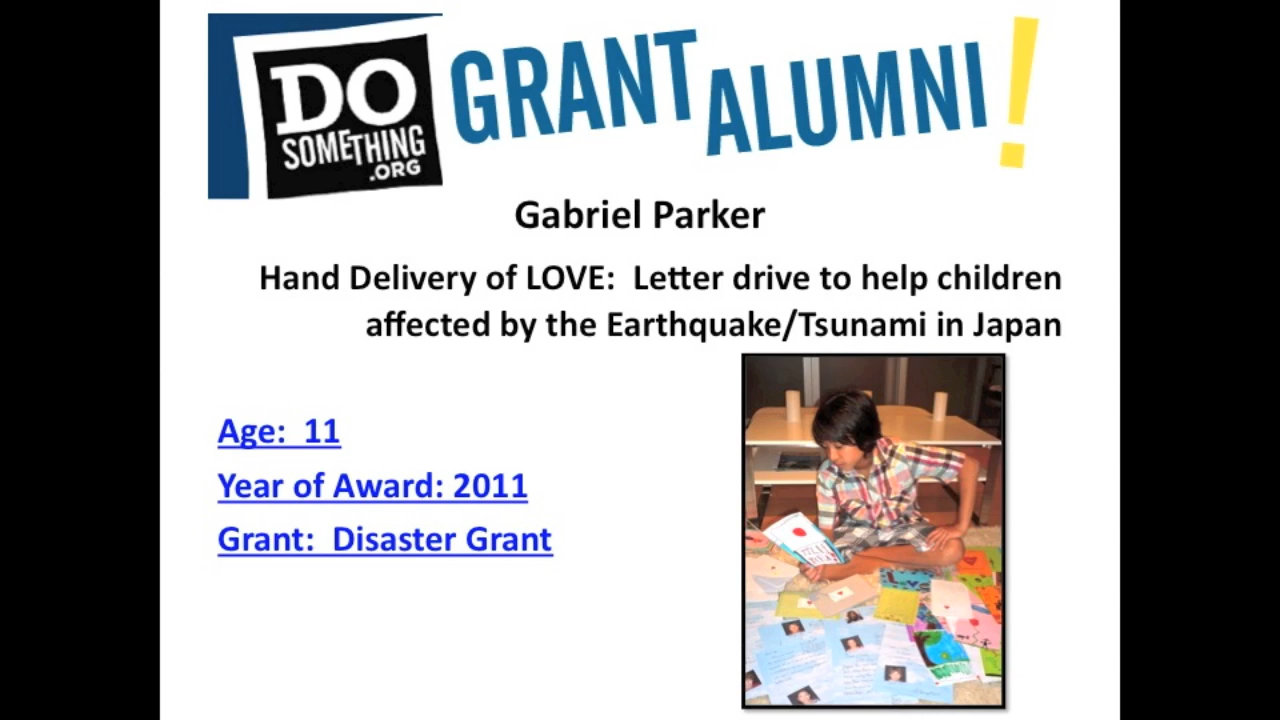 DO
SOMETHING
.ORG
GRANT ALUMNI!
Gabriel Parker
Hand Delivery of LOVE:  Letter drive to help children
affected by the Earthquake/Tsunami in Japan
Age:  11
Year of Award: 2011
Grant:  Disaster Grant